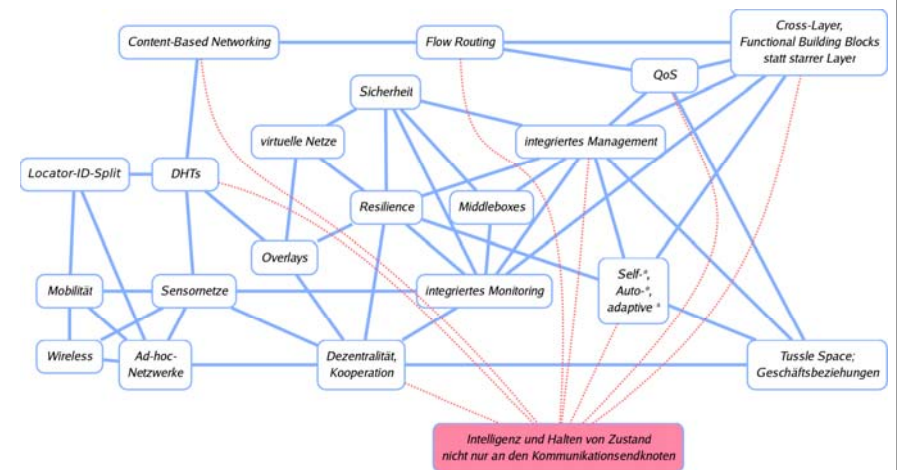 Cross-Layer,
Content-Based Networking
Flow Routing
Functional Building Blocks
statt starrer Layer
QoS
Sicherheit
virtuelle Netze
integriertes Management
Locator-ID-Split
DHTs
Resilience
Middleboxes
Overlays
Self-*,
Auto-*,
adaptive *
Mobilität
Sensornetze
integriertes Monitoring
Wireless
Ad-hoc-
Netzwerke
Dezentralität,
Kooperation
Tussle Space;
Geschäftsbeziehungen
Intelligenz und Halten von Zustand
nicht nur an den Kommunikationsendknoten